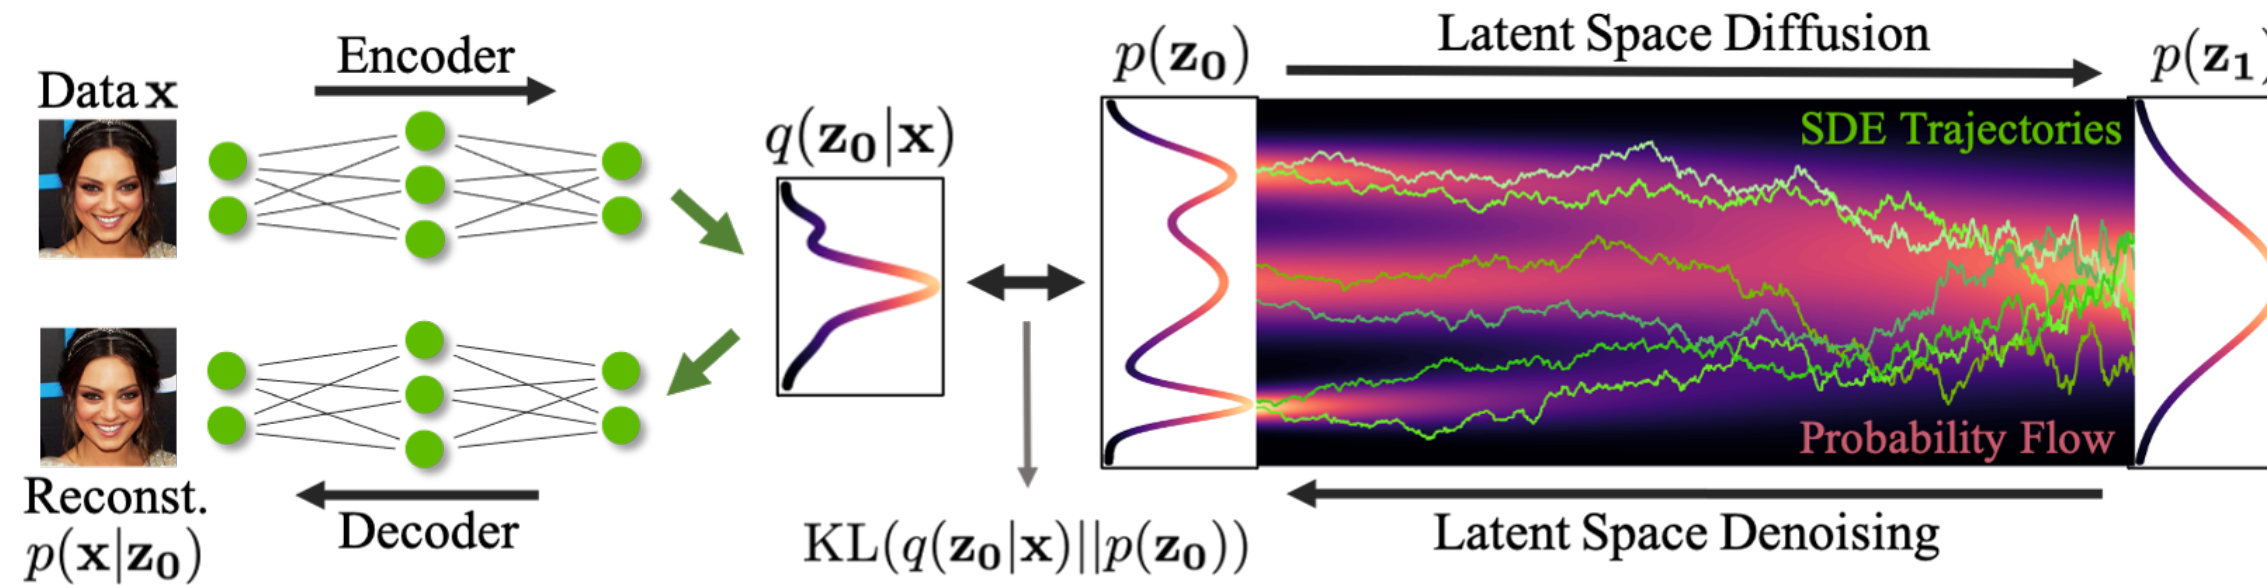 Data x
Encoder
q(z₀|x)
p(z₀)
Latent Space Diffusion
p(z₁)
SDE Trajectories
Probability Flow
Reconst.
p(x|z₀)
Decoder
KL(q(z₀|x)||p(z₀))
Latent Space Denoising